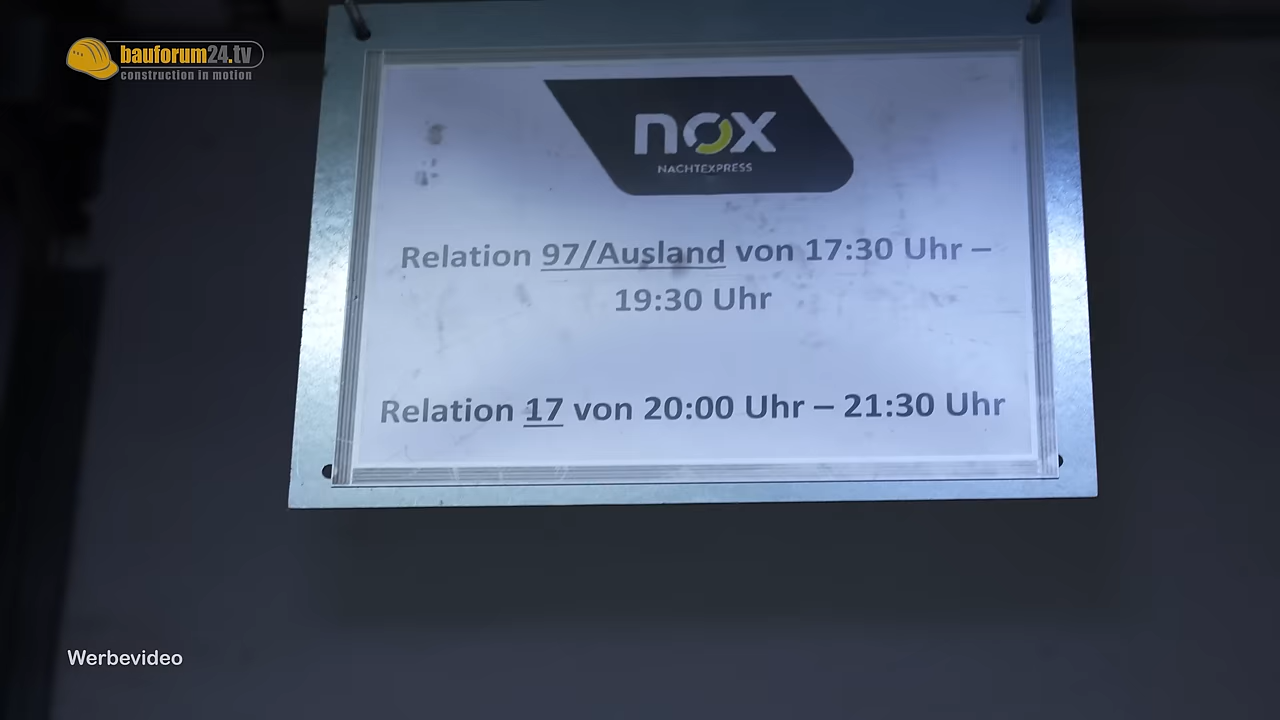 bauforum24.tv
construction in motion
nox
NACHTEXPRESS
Relation 97/Ausland von 17:30 Uhr –
19:30 Uhr
Relation 17 von 20:00 Uhr – 21:30 Uhr
Werbevideo